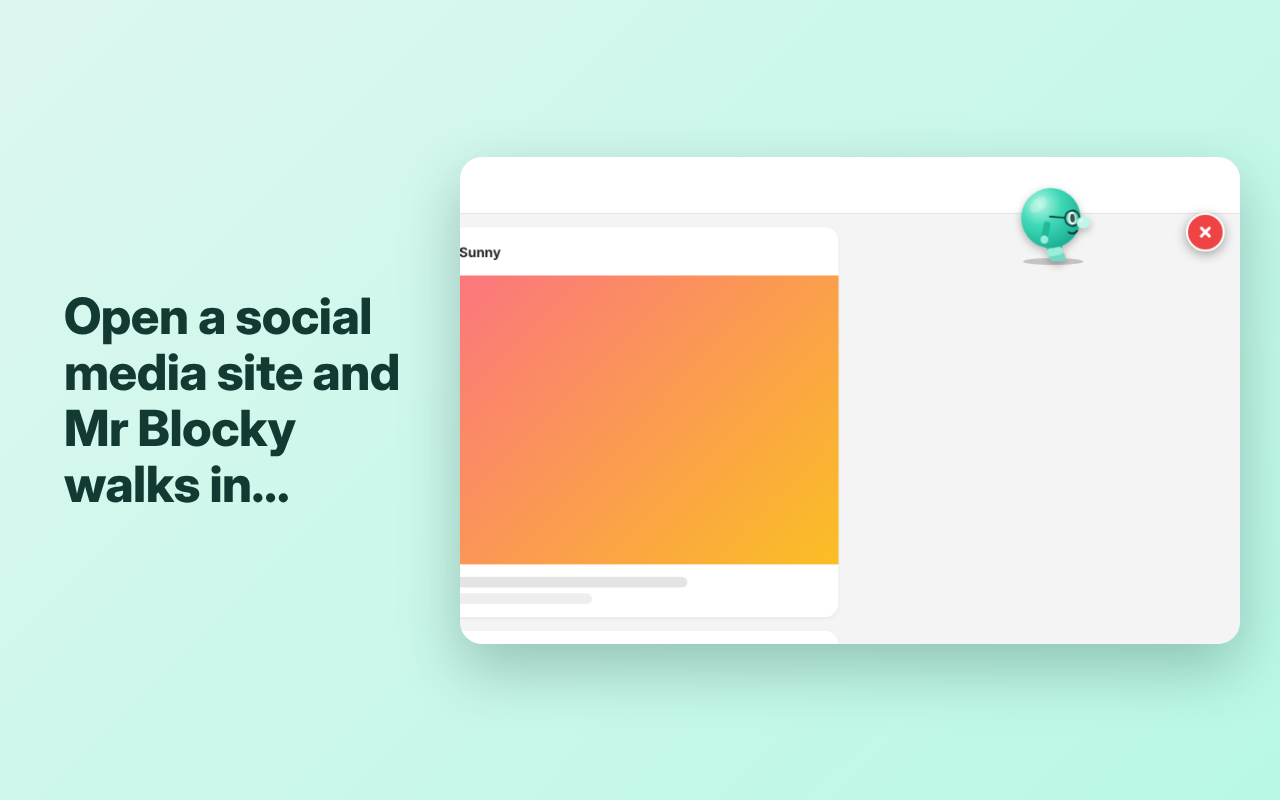 Open a social
media site and
Mr Blocky
walks in...
Sunny